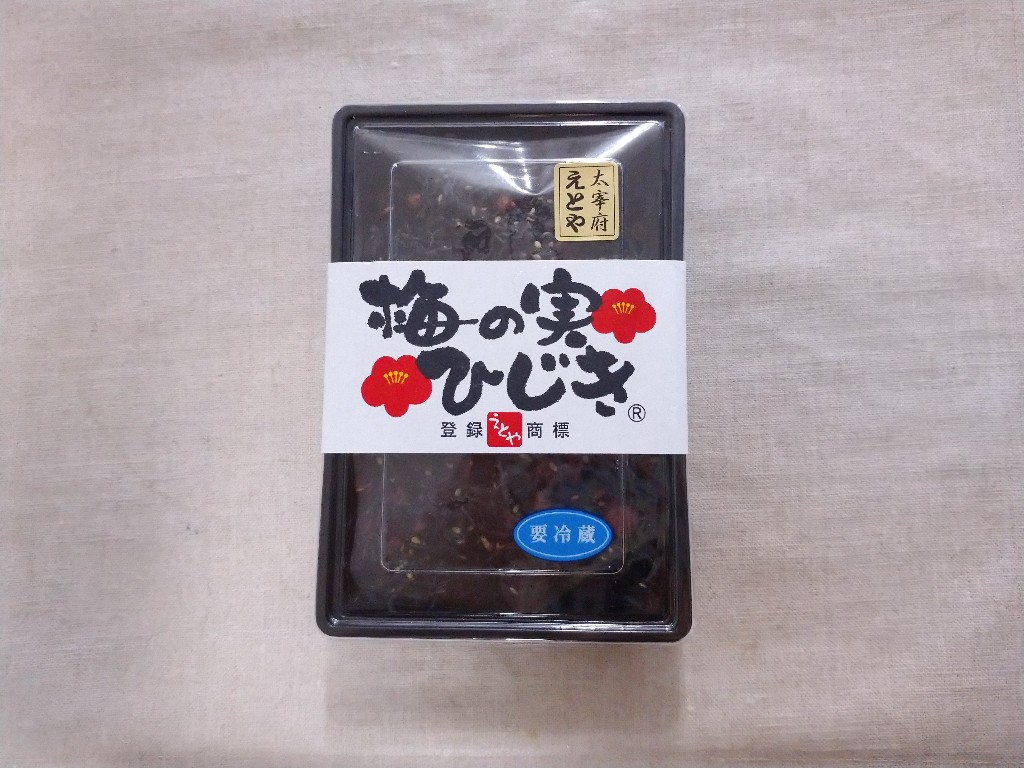 太宰府
えとや
梅の実
ひじき®
登録 えとや 商標
要冷蔵